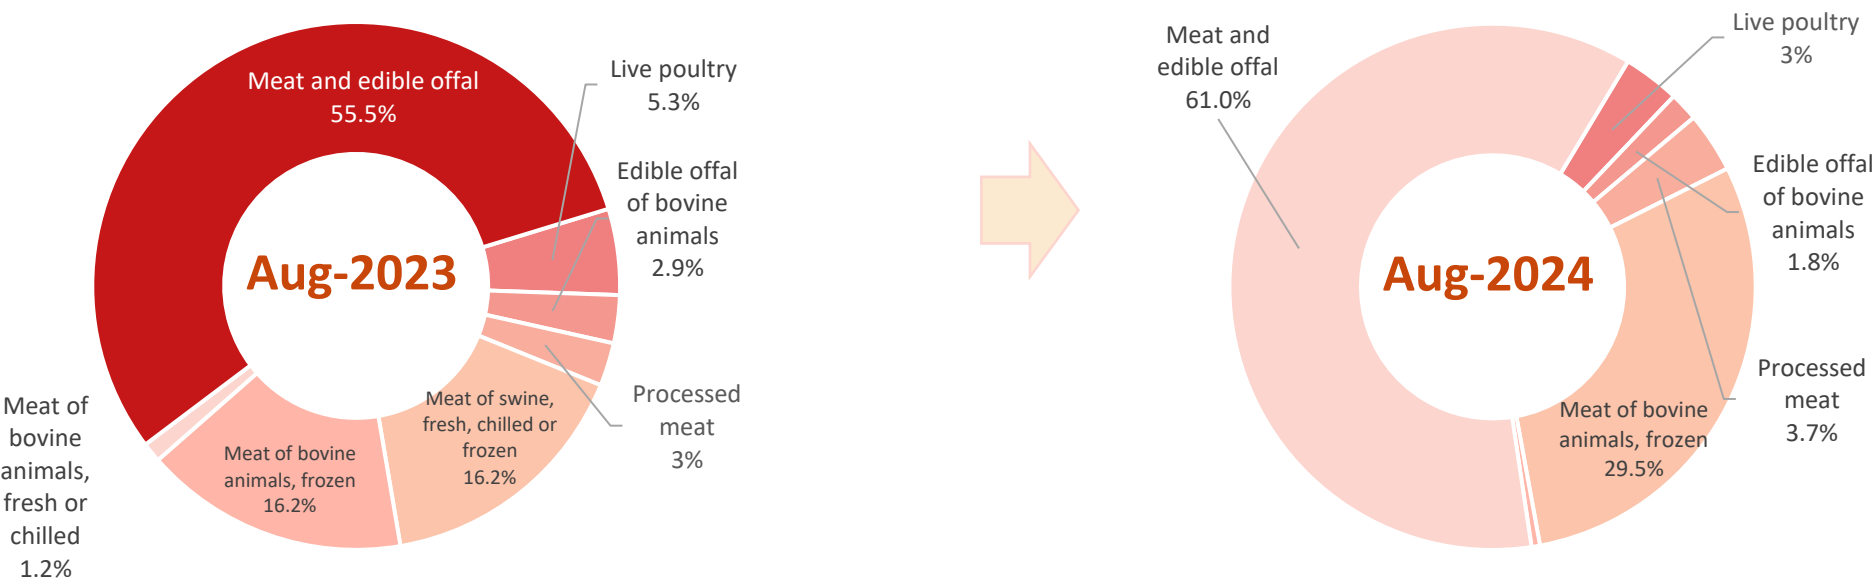 Meat and edible offal
55.5%
Live poultry
5.3%
Edible offal
of bovine
animals
2.9%
Processed
meat
3%
Meat of swine,
fresh, chilled or
frozen
16.2%
Meat of bovine
animals, frozen
16.2%
Meat of
bovine
animals,
fresh or
chilled
1.2%
Aug-2023
Meat and
edible offal
61.0%
Live poultry
3%
Edible offal
of bovine
animals
1.8%
Processed
meat
3.7%
Meat of bovine
animals, frozen
29.5%
Aug-2024